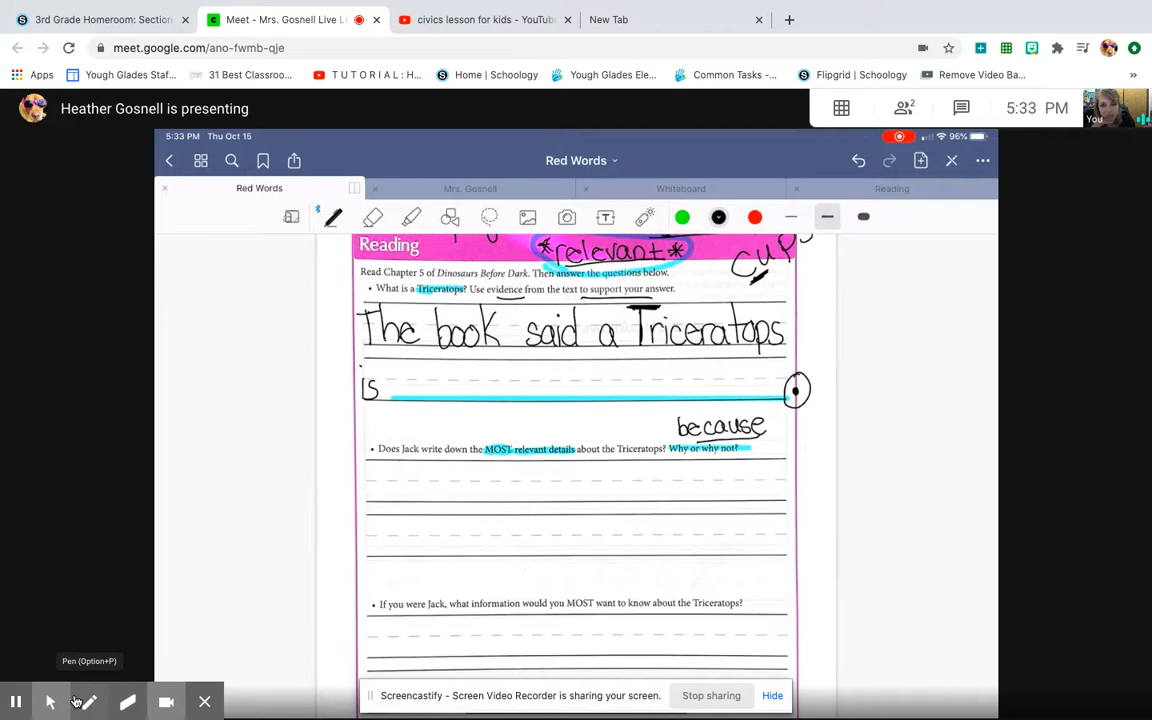 3rd Grade Homeroom: Section
Meet - Mrs. Gosnell Live L
civics lesson for kids - YouTube
New Tab
meet.google.com/ano-fwmb-qje
Apps
Yough Glades Staf...
31 Best Classroo...
T U T O R I A L : H...
Home | Schoology
Yough Glades Ele...
Common Tasks -...
Flipgrid | Schoology
Remove Video Ba...
Heather Gosnell is presenting
2
5:33 PM
You
5:33 PM Thu Oct 15
96%
Red Words
Red Words
Mrs. Gosnell
Whiteboard
Reading
Reading
*relevant*
cups
Read Chapter 5 of Dinosaurs Before Dark. Then answer the questions below.
• What is a Triceratops? Use evidence from the text to support your answer.
The book said a Triceratops
is
.
because
• Does Jack write down the MOST relevant details about the Triceratops? Why or why not?
• If you were Jack, what information would you MOST want to know about the Triceratops?
Pen (Option+P)
Screencastify - Screen Video Recorder is sharing your screen.
Stop sharing
Hide